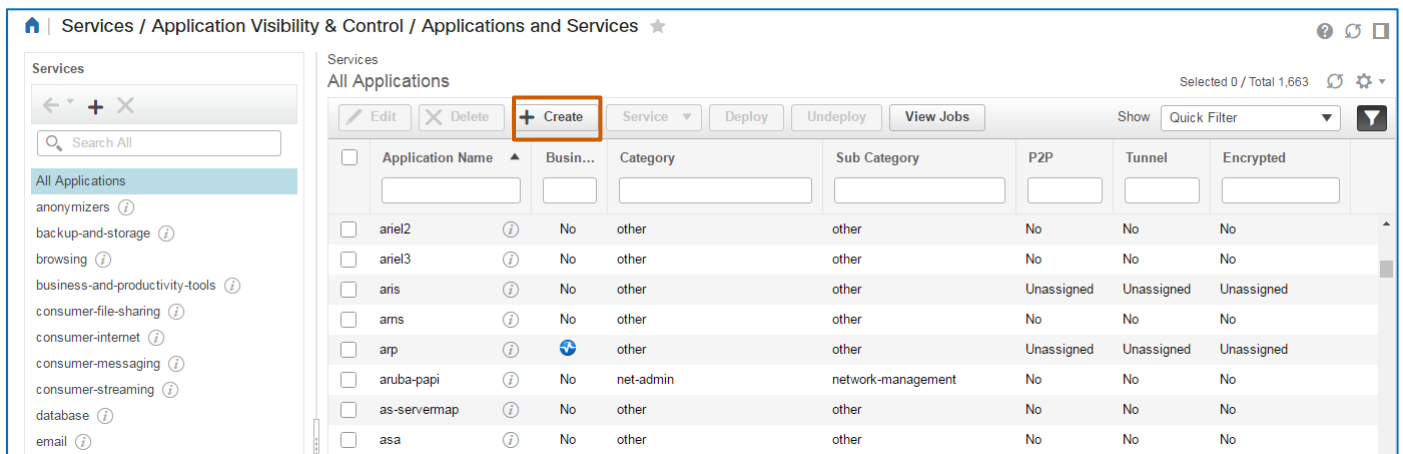 Services / Application Visibility & Control / Applications and Services
Services
Search All
All Applications
anonymizers
backup-and-storage
browsing
business-and-productivity-tools
consumer-file-sharing
consumer-internet
consumer-messaging
consumer-streaming
database
email
Services
All Applications
Selected 0 / Total 1,663
Edit Delete Create Service Deploy Undeploy View Jobs Show Quick Filter
Application Name Busin... Category Sub Category P2P Tunnel Encrypted
ariel2 No other other No No No
ariel3 No other other No No No
aris No other other Unassigned Unassigned Unassigned
arns No other other No No No
arp other other Unassigned Unassigned Unassigned
aruba-papi No net-admin network-management No No No
as-servermap No other other No No No
asa No other other No No No